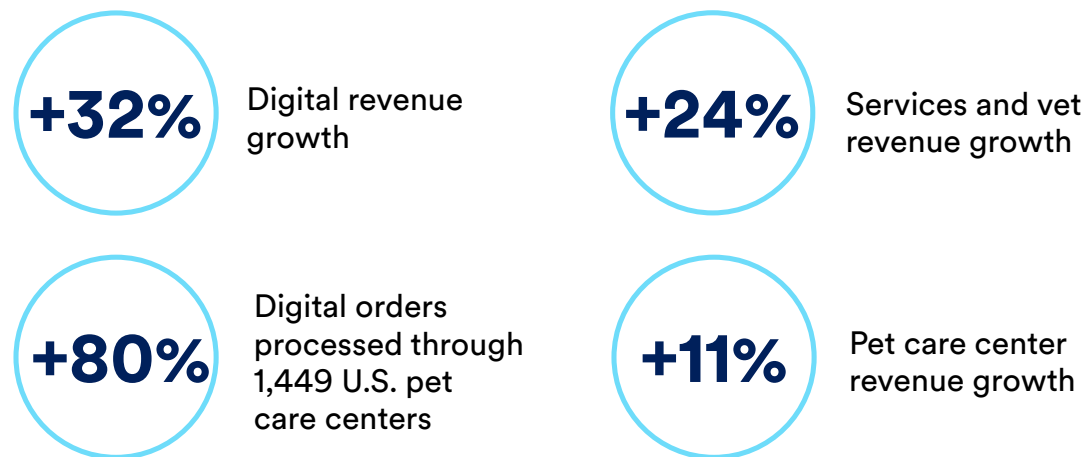 +32%
Digital revenue
growth
+24%
Services and vet
revenue growth
+80%
Digital orders
processed through
1,449 U.S. pet
care centers
+11%
Pet care center
revenue growth